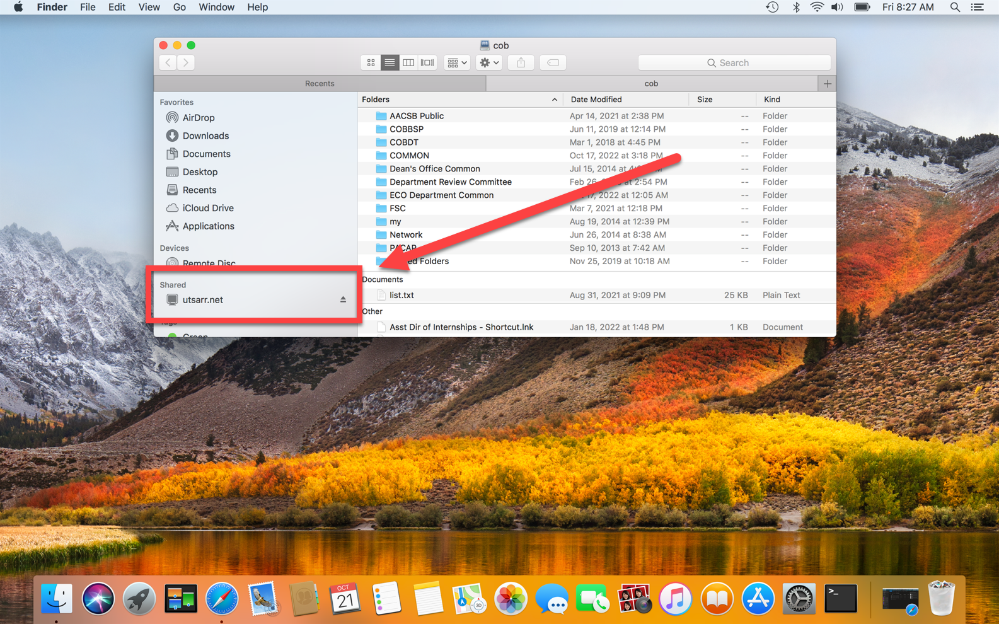 Finder File Edit View Go Window Help Fri 8:27 AM
cob
Search
Recents cob
Favorites
AirDrop
Downloads
Documents
Desktop
Recents
iCloud Drive
Applications
Devices
Remote Disc
Shared
utsarr.net
Tags
Green
Folders Date Modified Size Kind
AACSB Public Apr 14, 2021 at 2:38 PM -- Folder
COBBSP Jun 11, 2019 at 12:14 PM -- Folder
COBDT Mar 1, 2018 at 4:45 PM -- Folder
COMMON Oct 17, 2022 at 3:18 PM -- Folder
Dean's Office Common Jul 15, 2014 at -- Folder
Department Review Committee Feb 26, 2:54 PM -- Folder
ECO Department Common 2022 at 12:05 AM -- Folder
FSC Mar 7, 2021 at 12:18 PM -- Folder
my Aug 19, 2014 at 12:39 PM -- Folder
Network Jun 26, 2014 at 8:38 AM -- Folder
PACAP Sep 10, 2013 at 7:42 AM -- Folder
Folders Nov 25, 2019 at 10:18 AM -- Folder
Documents
list.txt Aug 31, 2021 at 9:09 PM 25 KB Plain Text
Other
Asst Dir of Internships - Shortcut.lnk Jan 18, 2022 at 1:48 PM 1 KB Document
OCT
21
3D
>_